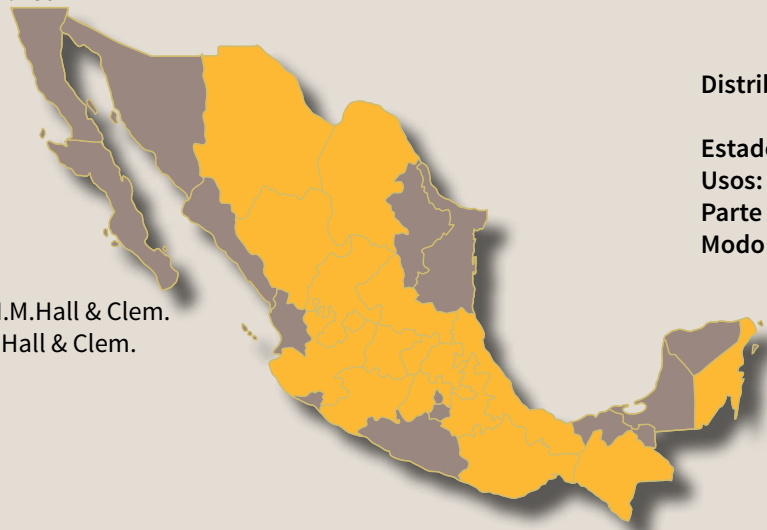 Distrib
Estado
Usos:
Parte
Modo
.M.Hall & Clem.
Hall & Clem.